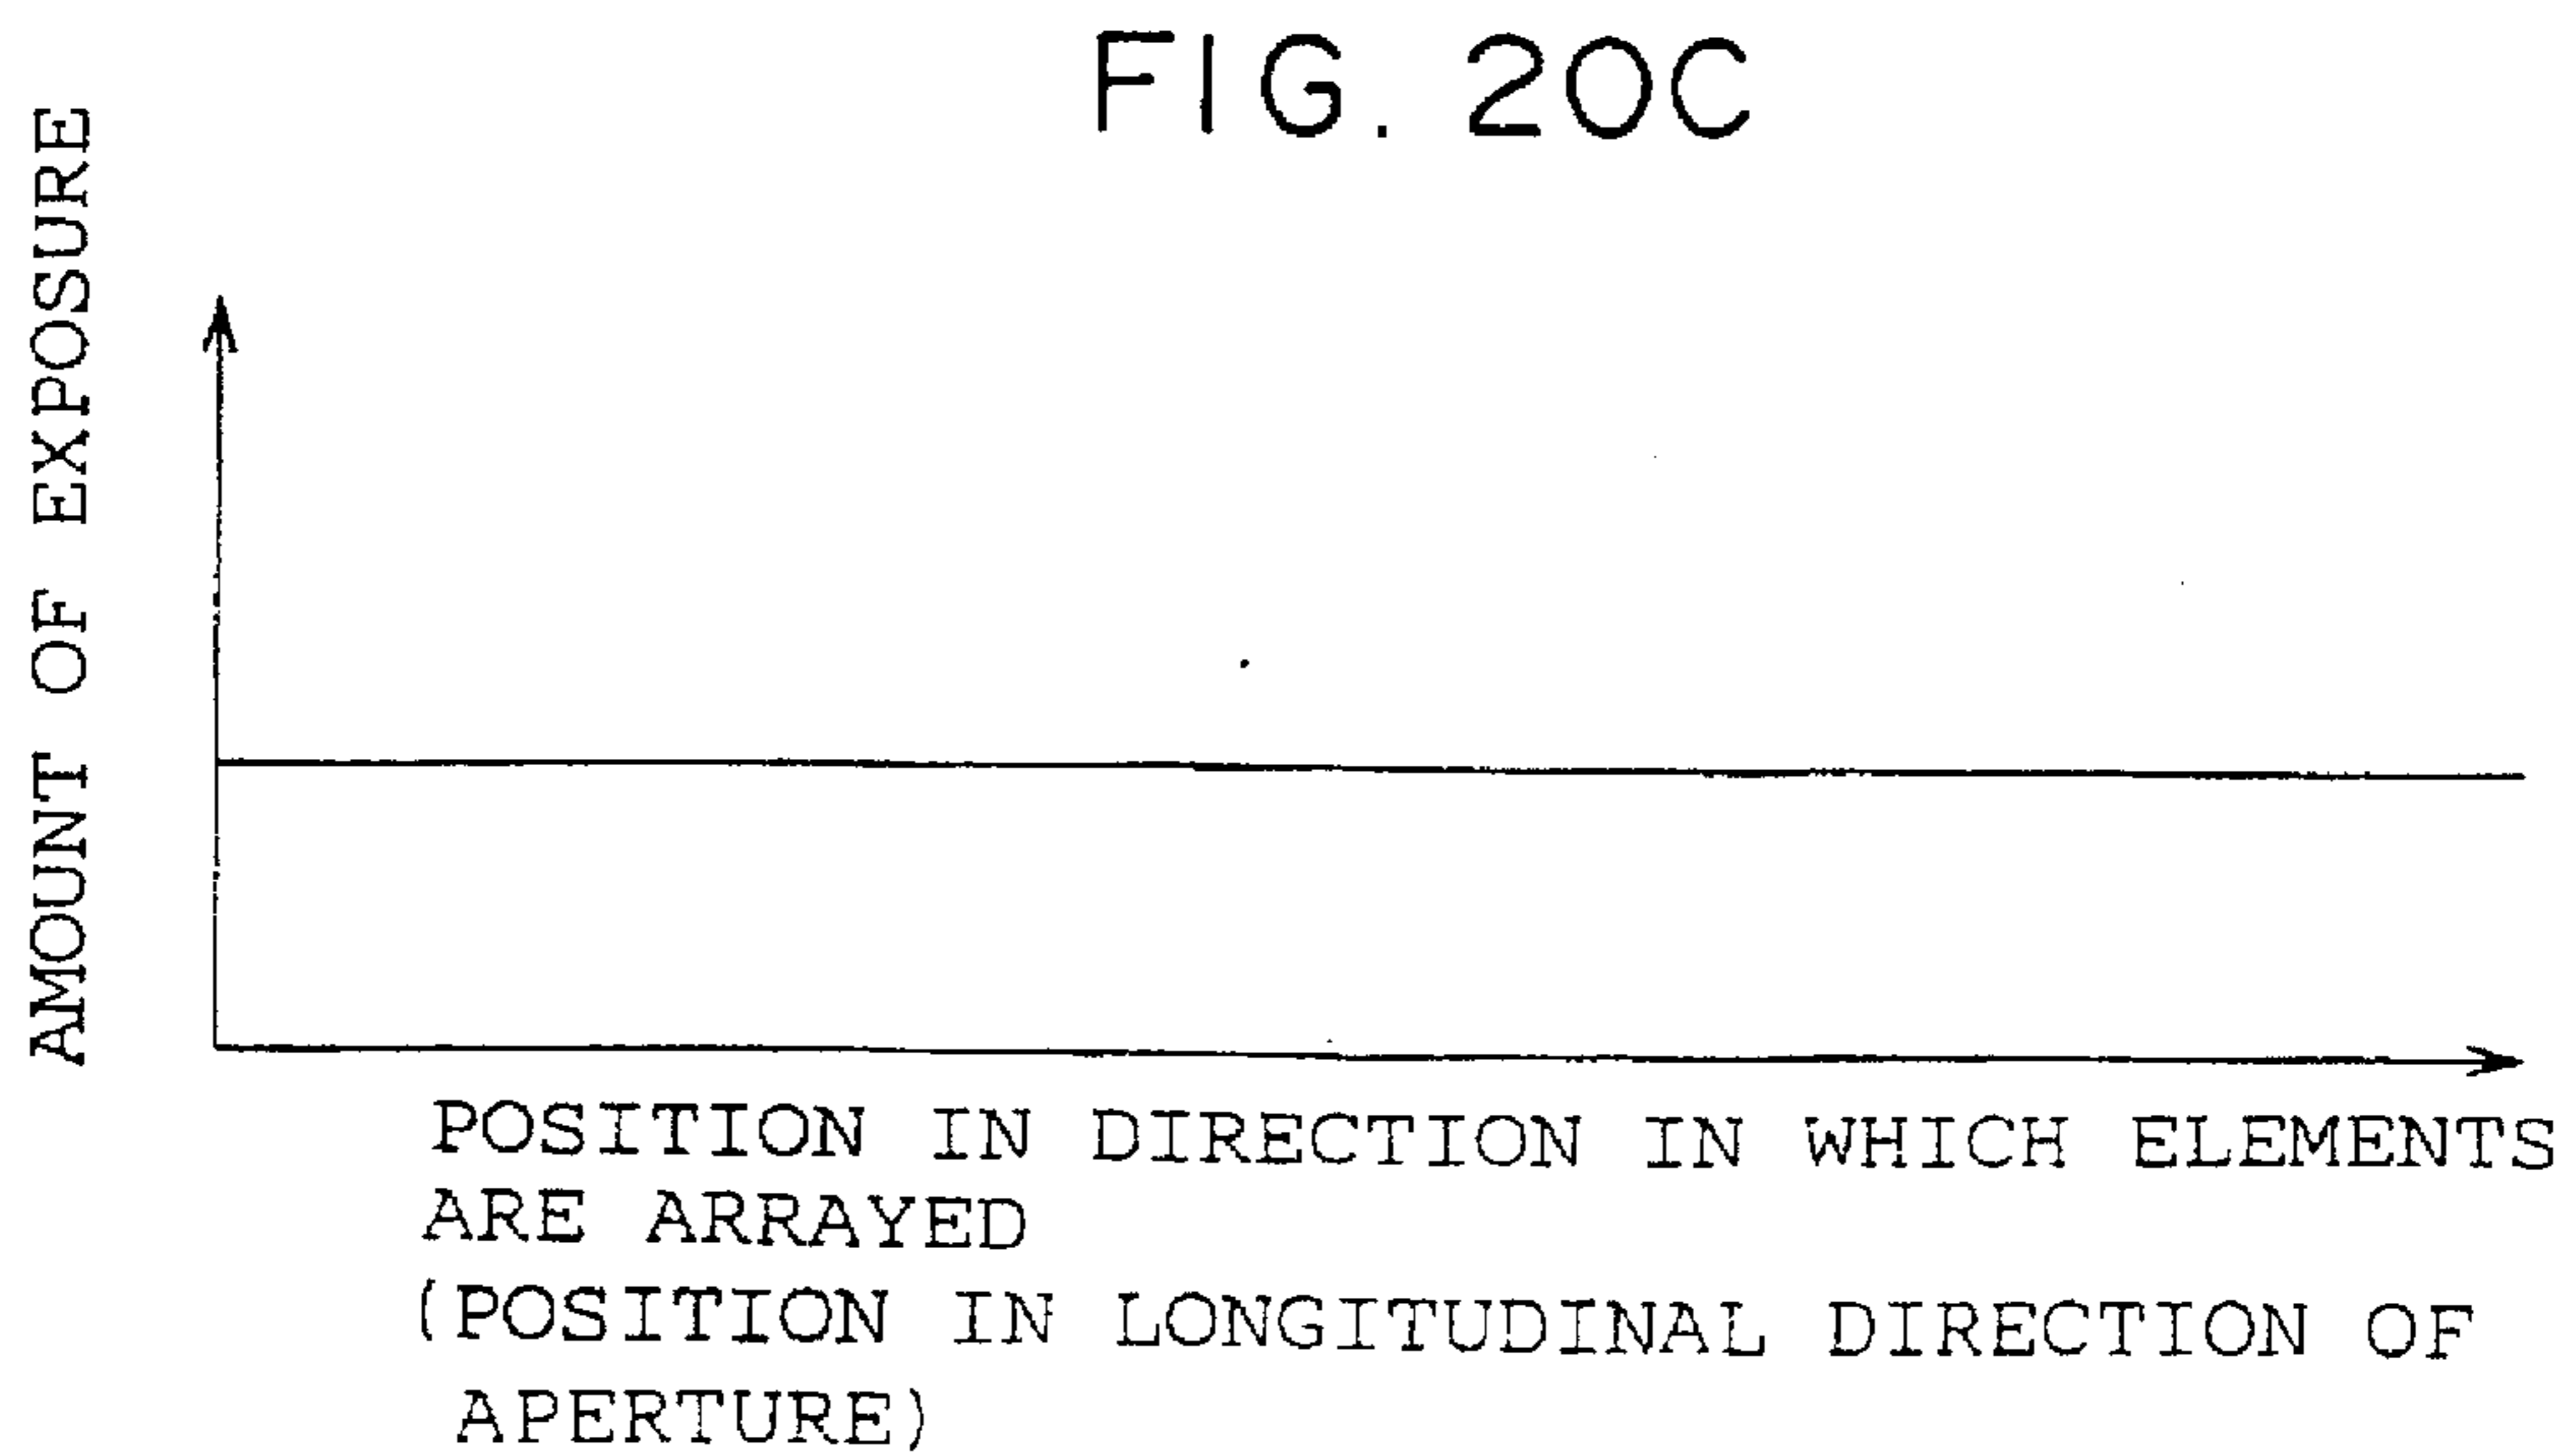 FIG. 20C
AMOUNT OF EXPOSURE
POSITION IN DIRECTION IN WHICH ELEMENTS
ARE ARRAYED
(POSITION IN LONGITUDINAL DIRECTION OF
APERTURE)